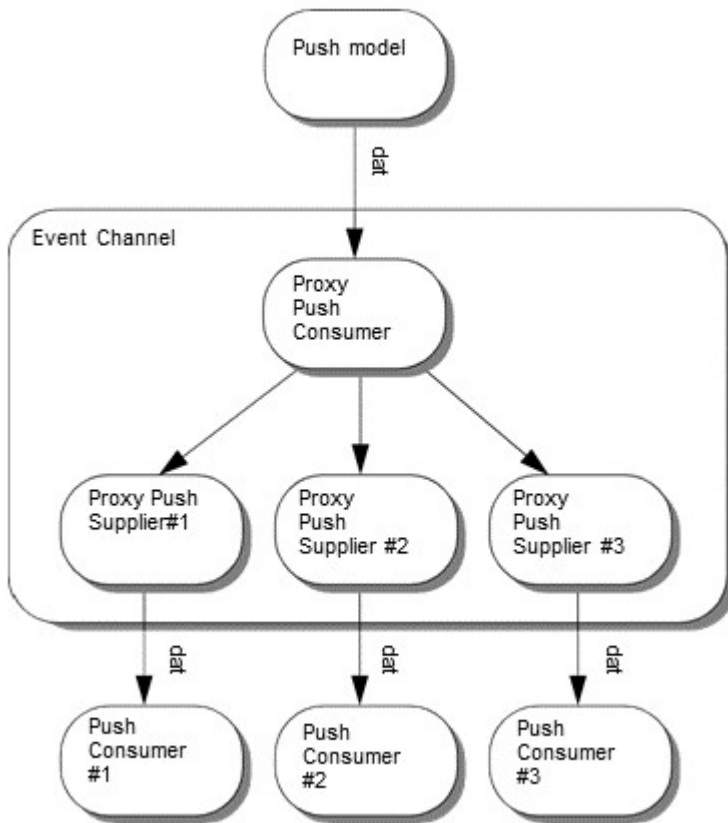 Push model
dat
Event Channel
Proxy
Push
Consumer
Proxy Push
Supplier#1
Proxy
Push
Supplier #2
Proxy
Push
Supplier #3
dat
dat
dat
Push
Consumer
#1
Push
Consumer
#2
Push
Consumer
#3